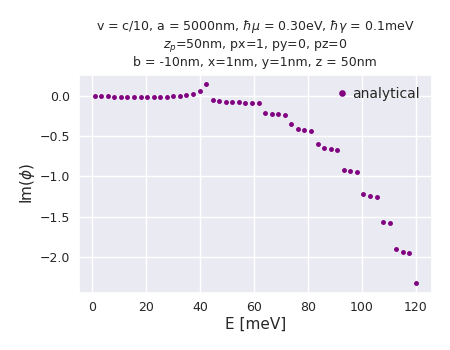 v = c/10, a = 5000nm, ℏμ = 0.30eV, ℏγ = 0.1meV
z_p=50nm, px=1, py=0, pz=0
b = -10nm, x=1nm, y=1nm, z = 50nm
analytical
0.0
−0.5
−1.0
−1.5
−2.0
Im(ϕ)
0 20 40 60 80 100 120
E [meV]